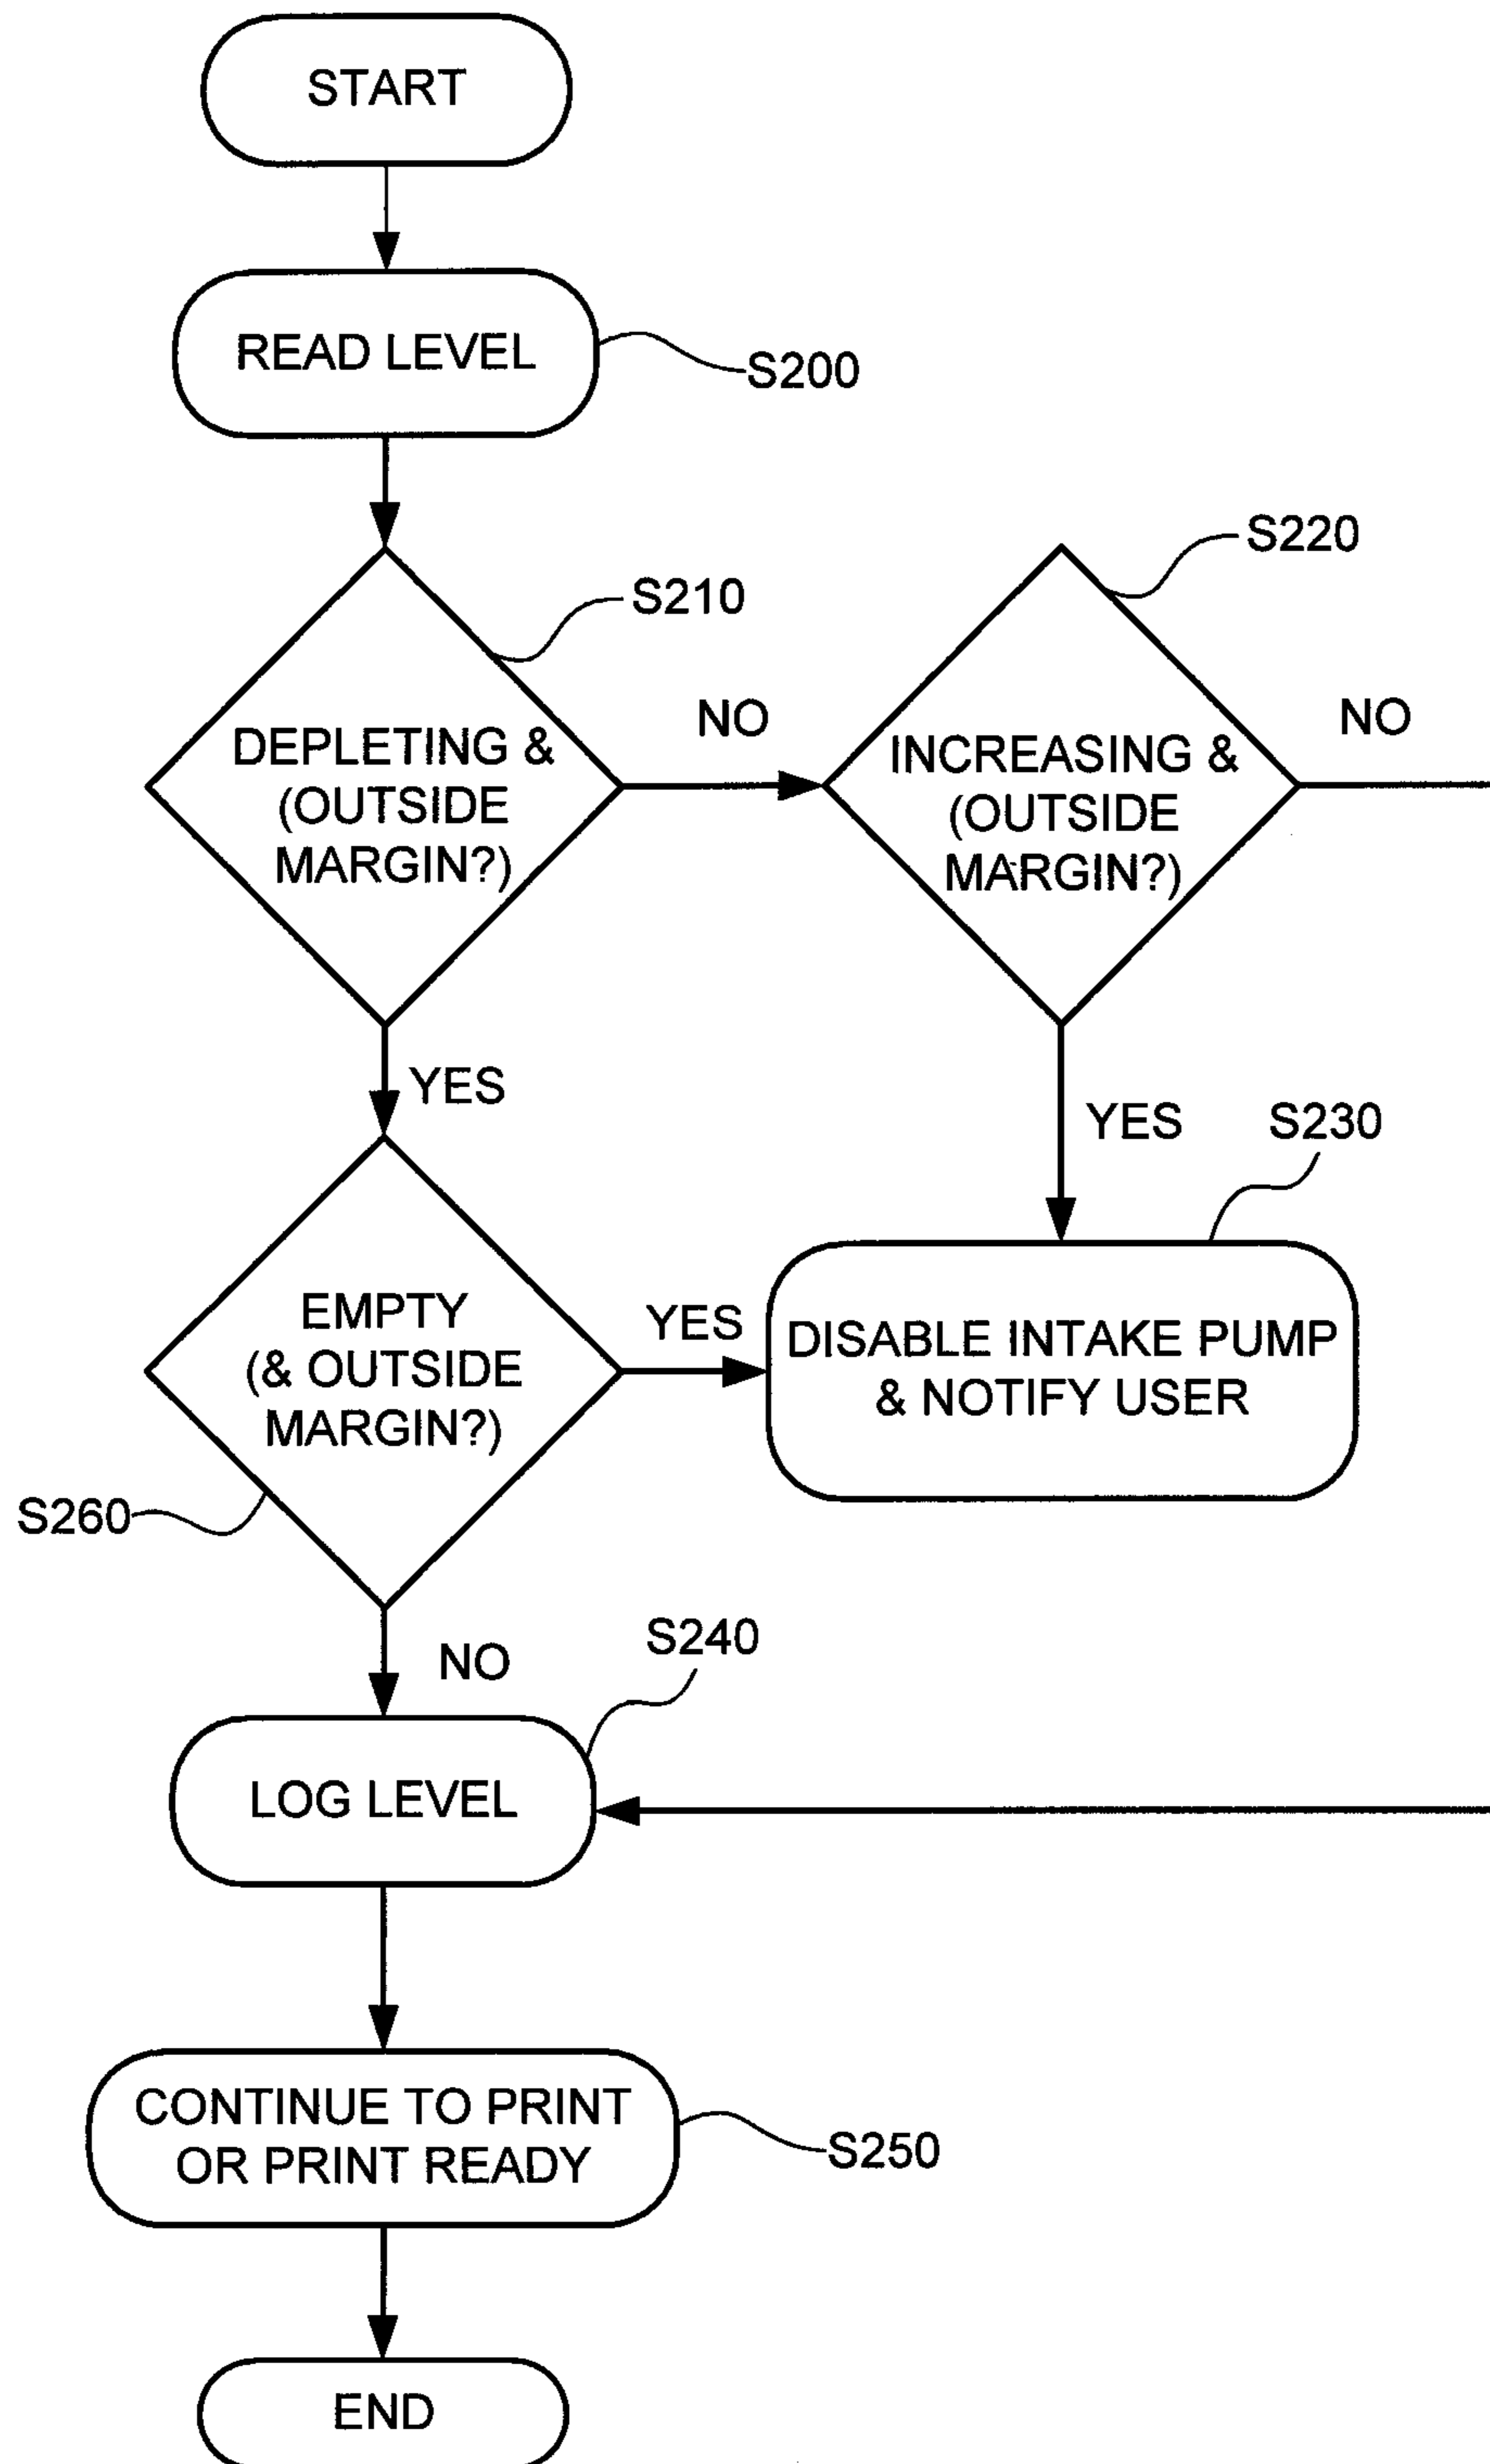 START
READ LEVEL
S200
S220
S210
NO
NO
DEPLETING &
(OUTSIDE
MARGIN?)
INCREASING &
(OUTSIDE
MARGIN?)
YES
YES
S230
EMPTY
(& OUTSIDE
MARGIN?)
YES
DISABLE INTAKE PUMP
& NOTIFY USER
S260
NO
S240
LOG LEVEL
CONTINUE TO PRINT
OR PRINT READY
S250
END